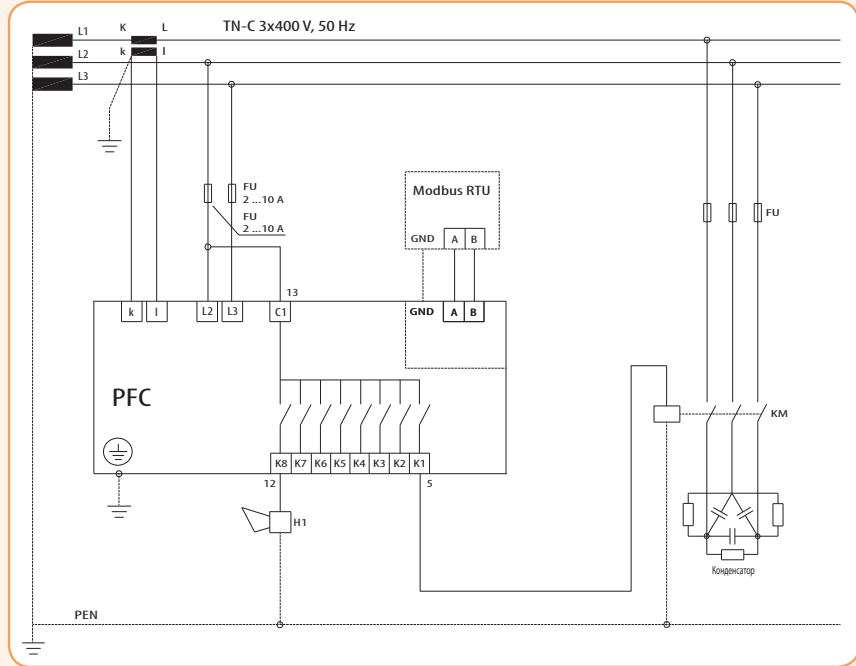 TN-C 3x400 V, 50 Hz
L1
K
L
k
l
L2
L3
FU
2 ...10 A
FU
2 ...10 A
Modbus RTU
GND
A
B
FU
13
k
l
L2
L3
C1
GND
A
B
PFC
KM
K8
K7
K6
K5
K4
K3
K2
K1
12
5
H1
Конденсатор
PEN